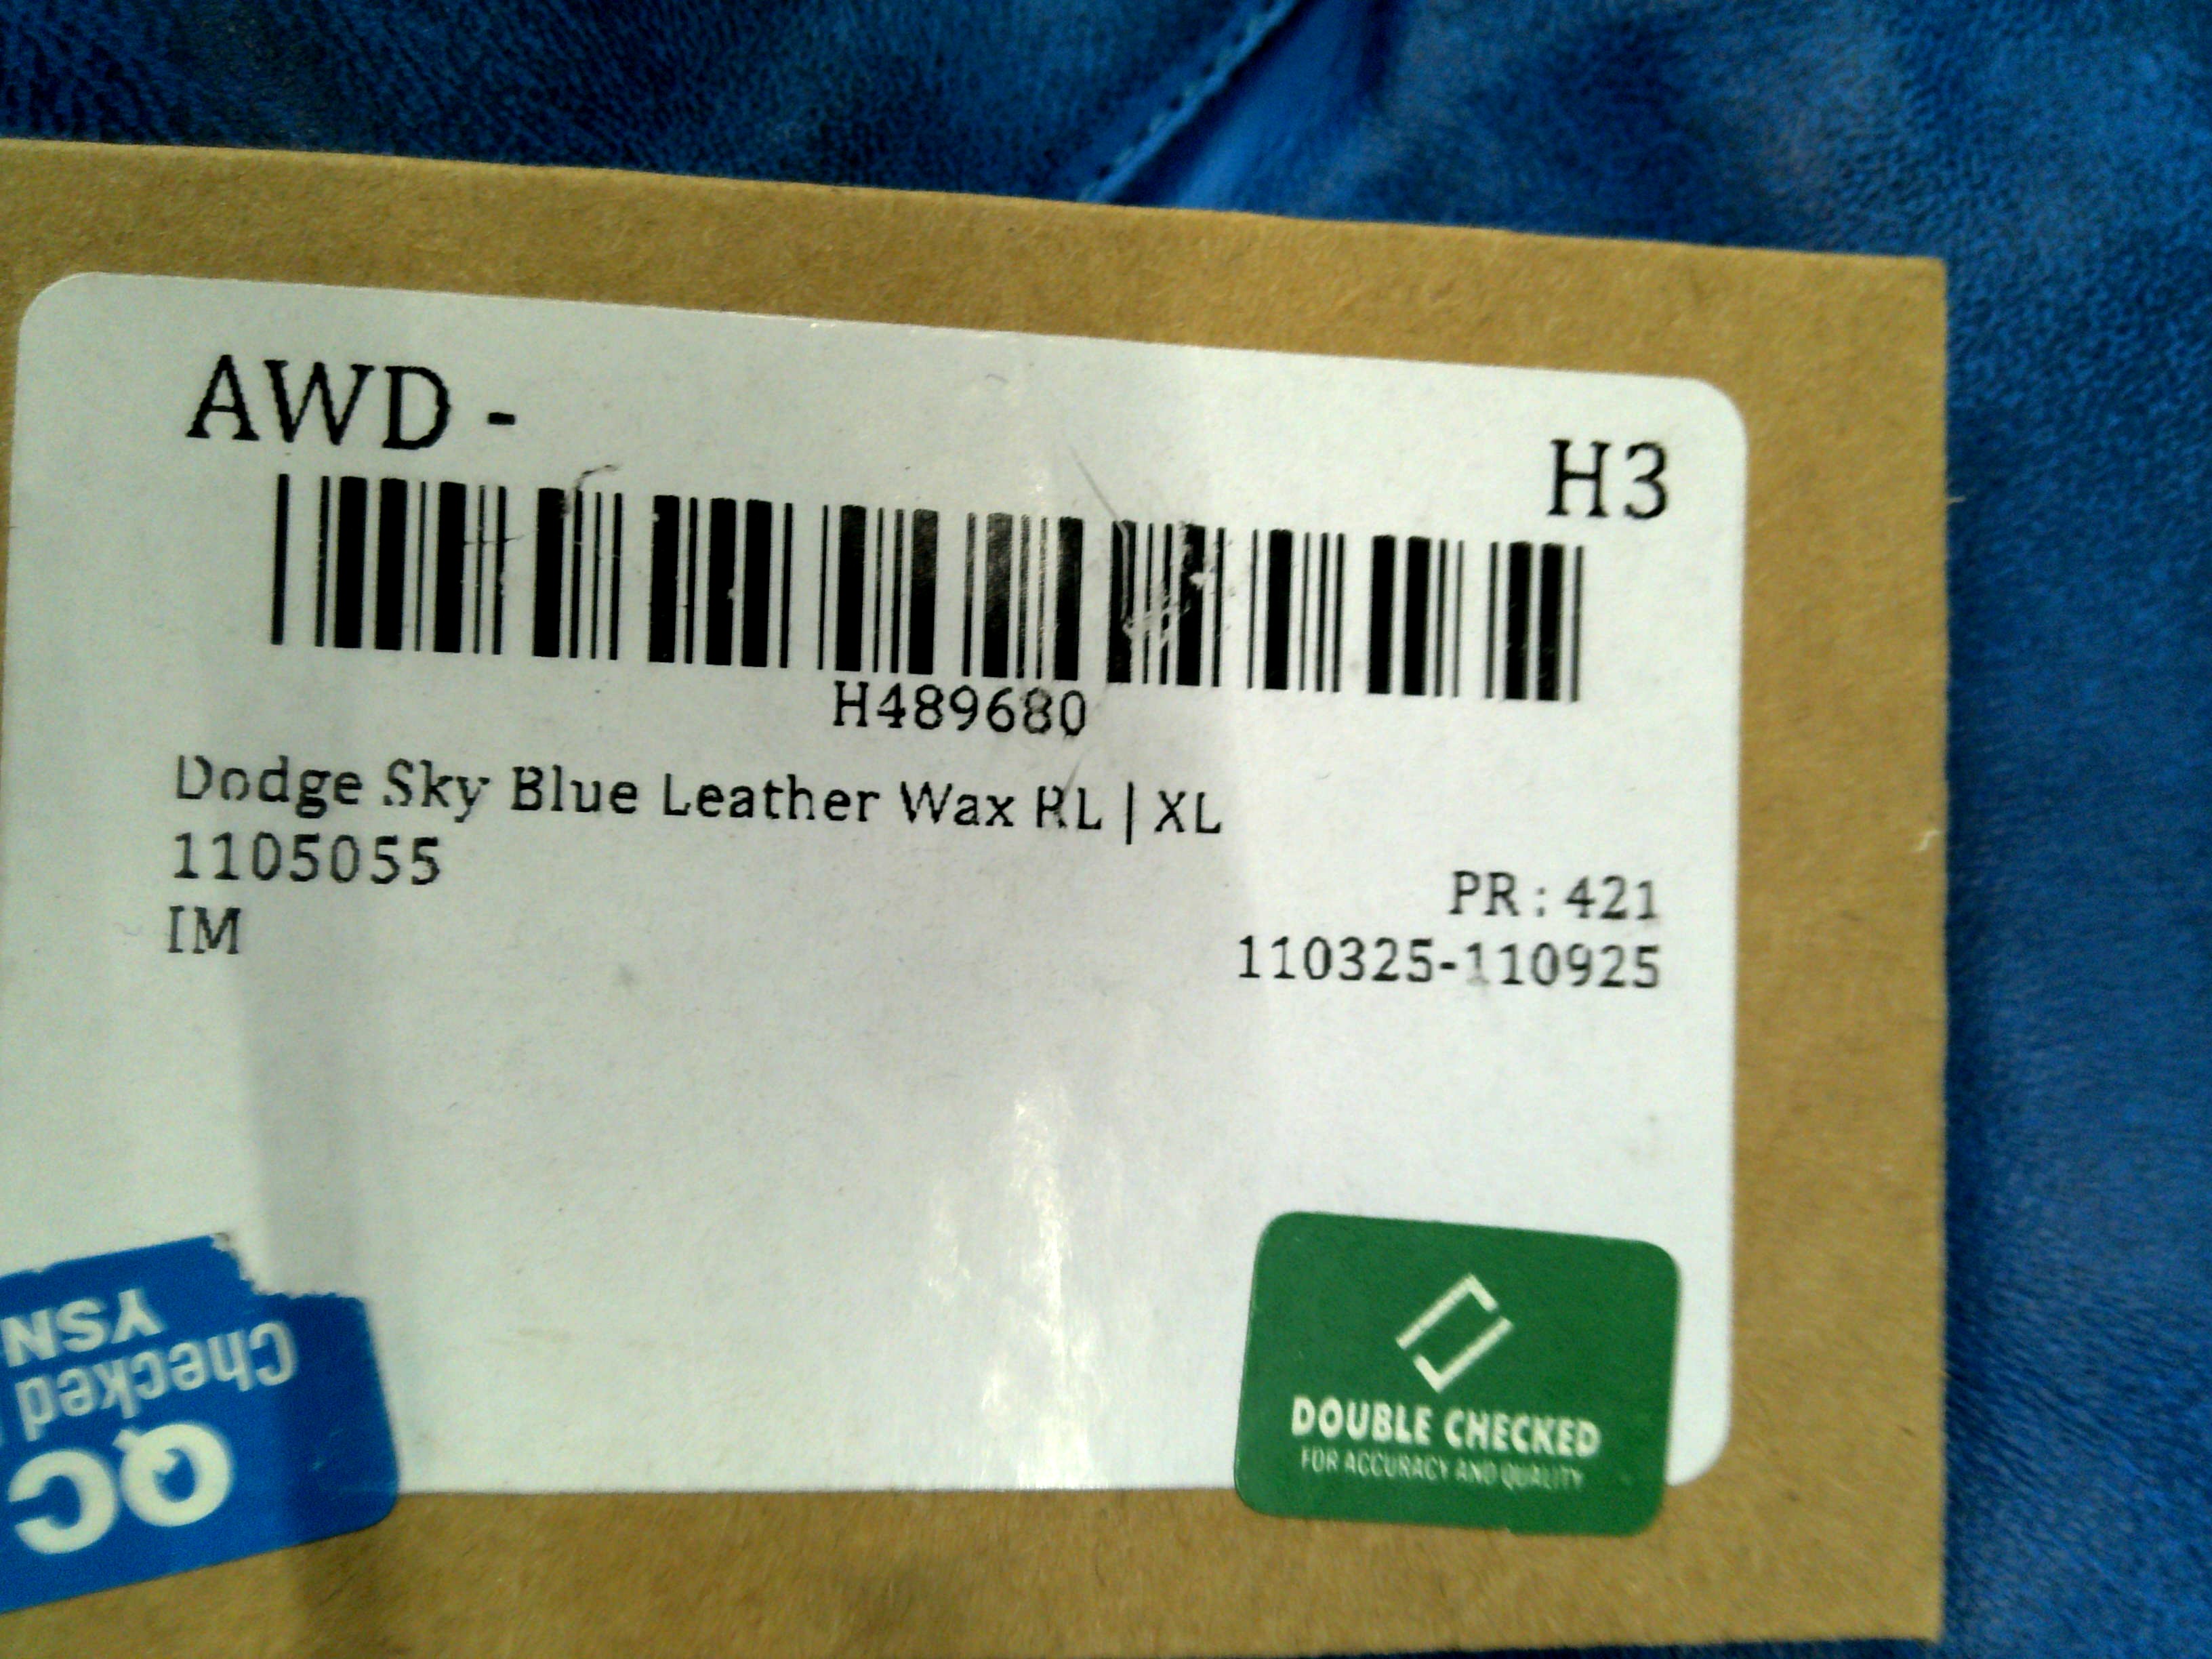 AWD -
H3
H489680
Dodge Sky Blue Leather Wax RL | XL
1105055
PR : 421
IM
110325-110925
QC
Checked
YSN
DOUBLE CHECKED
FOR ACCURACY AND QUALITY